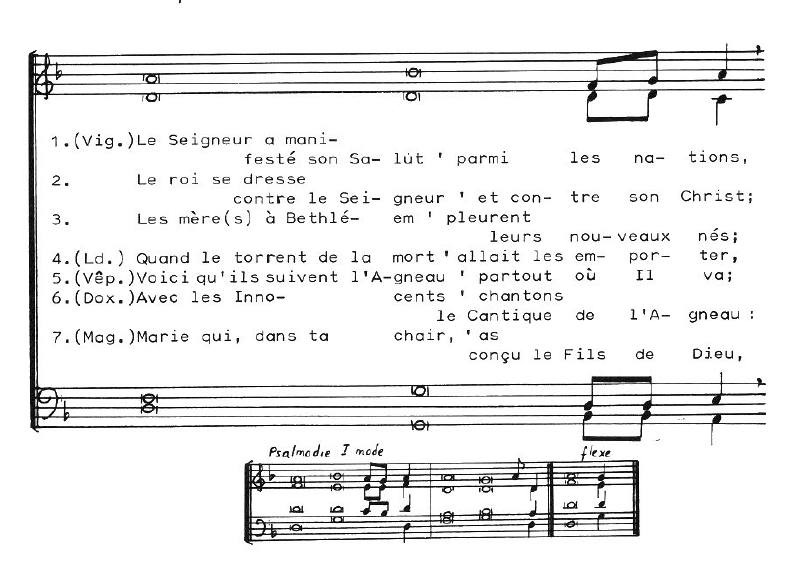 1.(Vig.)Le Seigneur a mani-
festé son Sa- lut ' parmi les na- tions,
2. Le roi se dresse
contre le Sei- gneur ' et con- tre son Christ;
3. Les mère(s) à Bethlé- em ' pleurent
leurs nou- veaux nés;
4.(Ld.) Quand le torrent de la mort ' allait les em- por- ter,
5.(Vêp.)Voici qu'ils suivent l'A- gneau ' partout où Il va;
6.(Dox.)Avec les Inno- cents ' chantons
le Cantique de l'A- gneau :
7.(Mag.)Marie qui, dans ta chair, 'as
conçu le Fils de Dieu,
Psalmodie I mode flexe